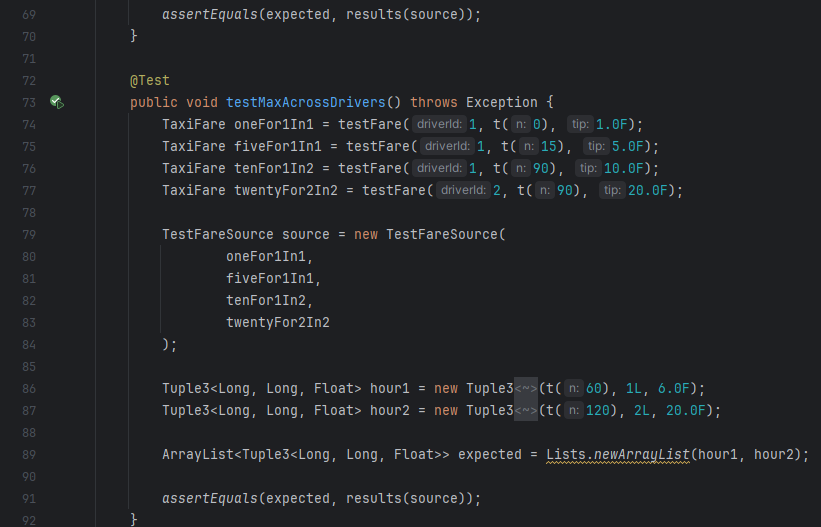 69 assertEquals(expected, results(source));
70 }
71
72 @Test
73 public void testMaxAcrossDrivers() throws Exception {
74 TaxiFare oneFor1In1 = testFare( driverId: 1, t( n: 0), tip: 1.0F);
75 TaxiFare fiveFor1In1 = testFare( driverId: 1, t( n: 15), tip: 5.0F);
76 TaxiFare tenFor1In2 = testFare( driverId: 1, t( n: 90), tip: 10.0F);
77 TaxiFare twentyFor2In2 = testFare( driverId: 2, t( n: 90), tip: 20.0F);
78
79 TestFareSource source = new TestFareSource(
80 oneFor1In1,
81 fiveFor1In1,
82 tenFor1In2,
83 twentyFor2In2
84 );
85
86 Tuple3<Long, Long, Float> hour1 = new Tuple3<~>(t( n: 60), 1L, 6.0F);
87 Tuple3<Long, Long, Float> hour2 = new Tuple3<~>(t( n: 120), 2L, 20.0F);
88
89 ArrayList<Tuple3<Long, Long, Float>> expected = Lists.newArrayList(hour1, hour2);
90
91 assertEquals(expected, results(source));
92 }